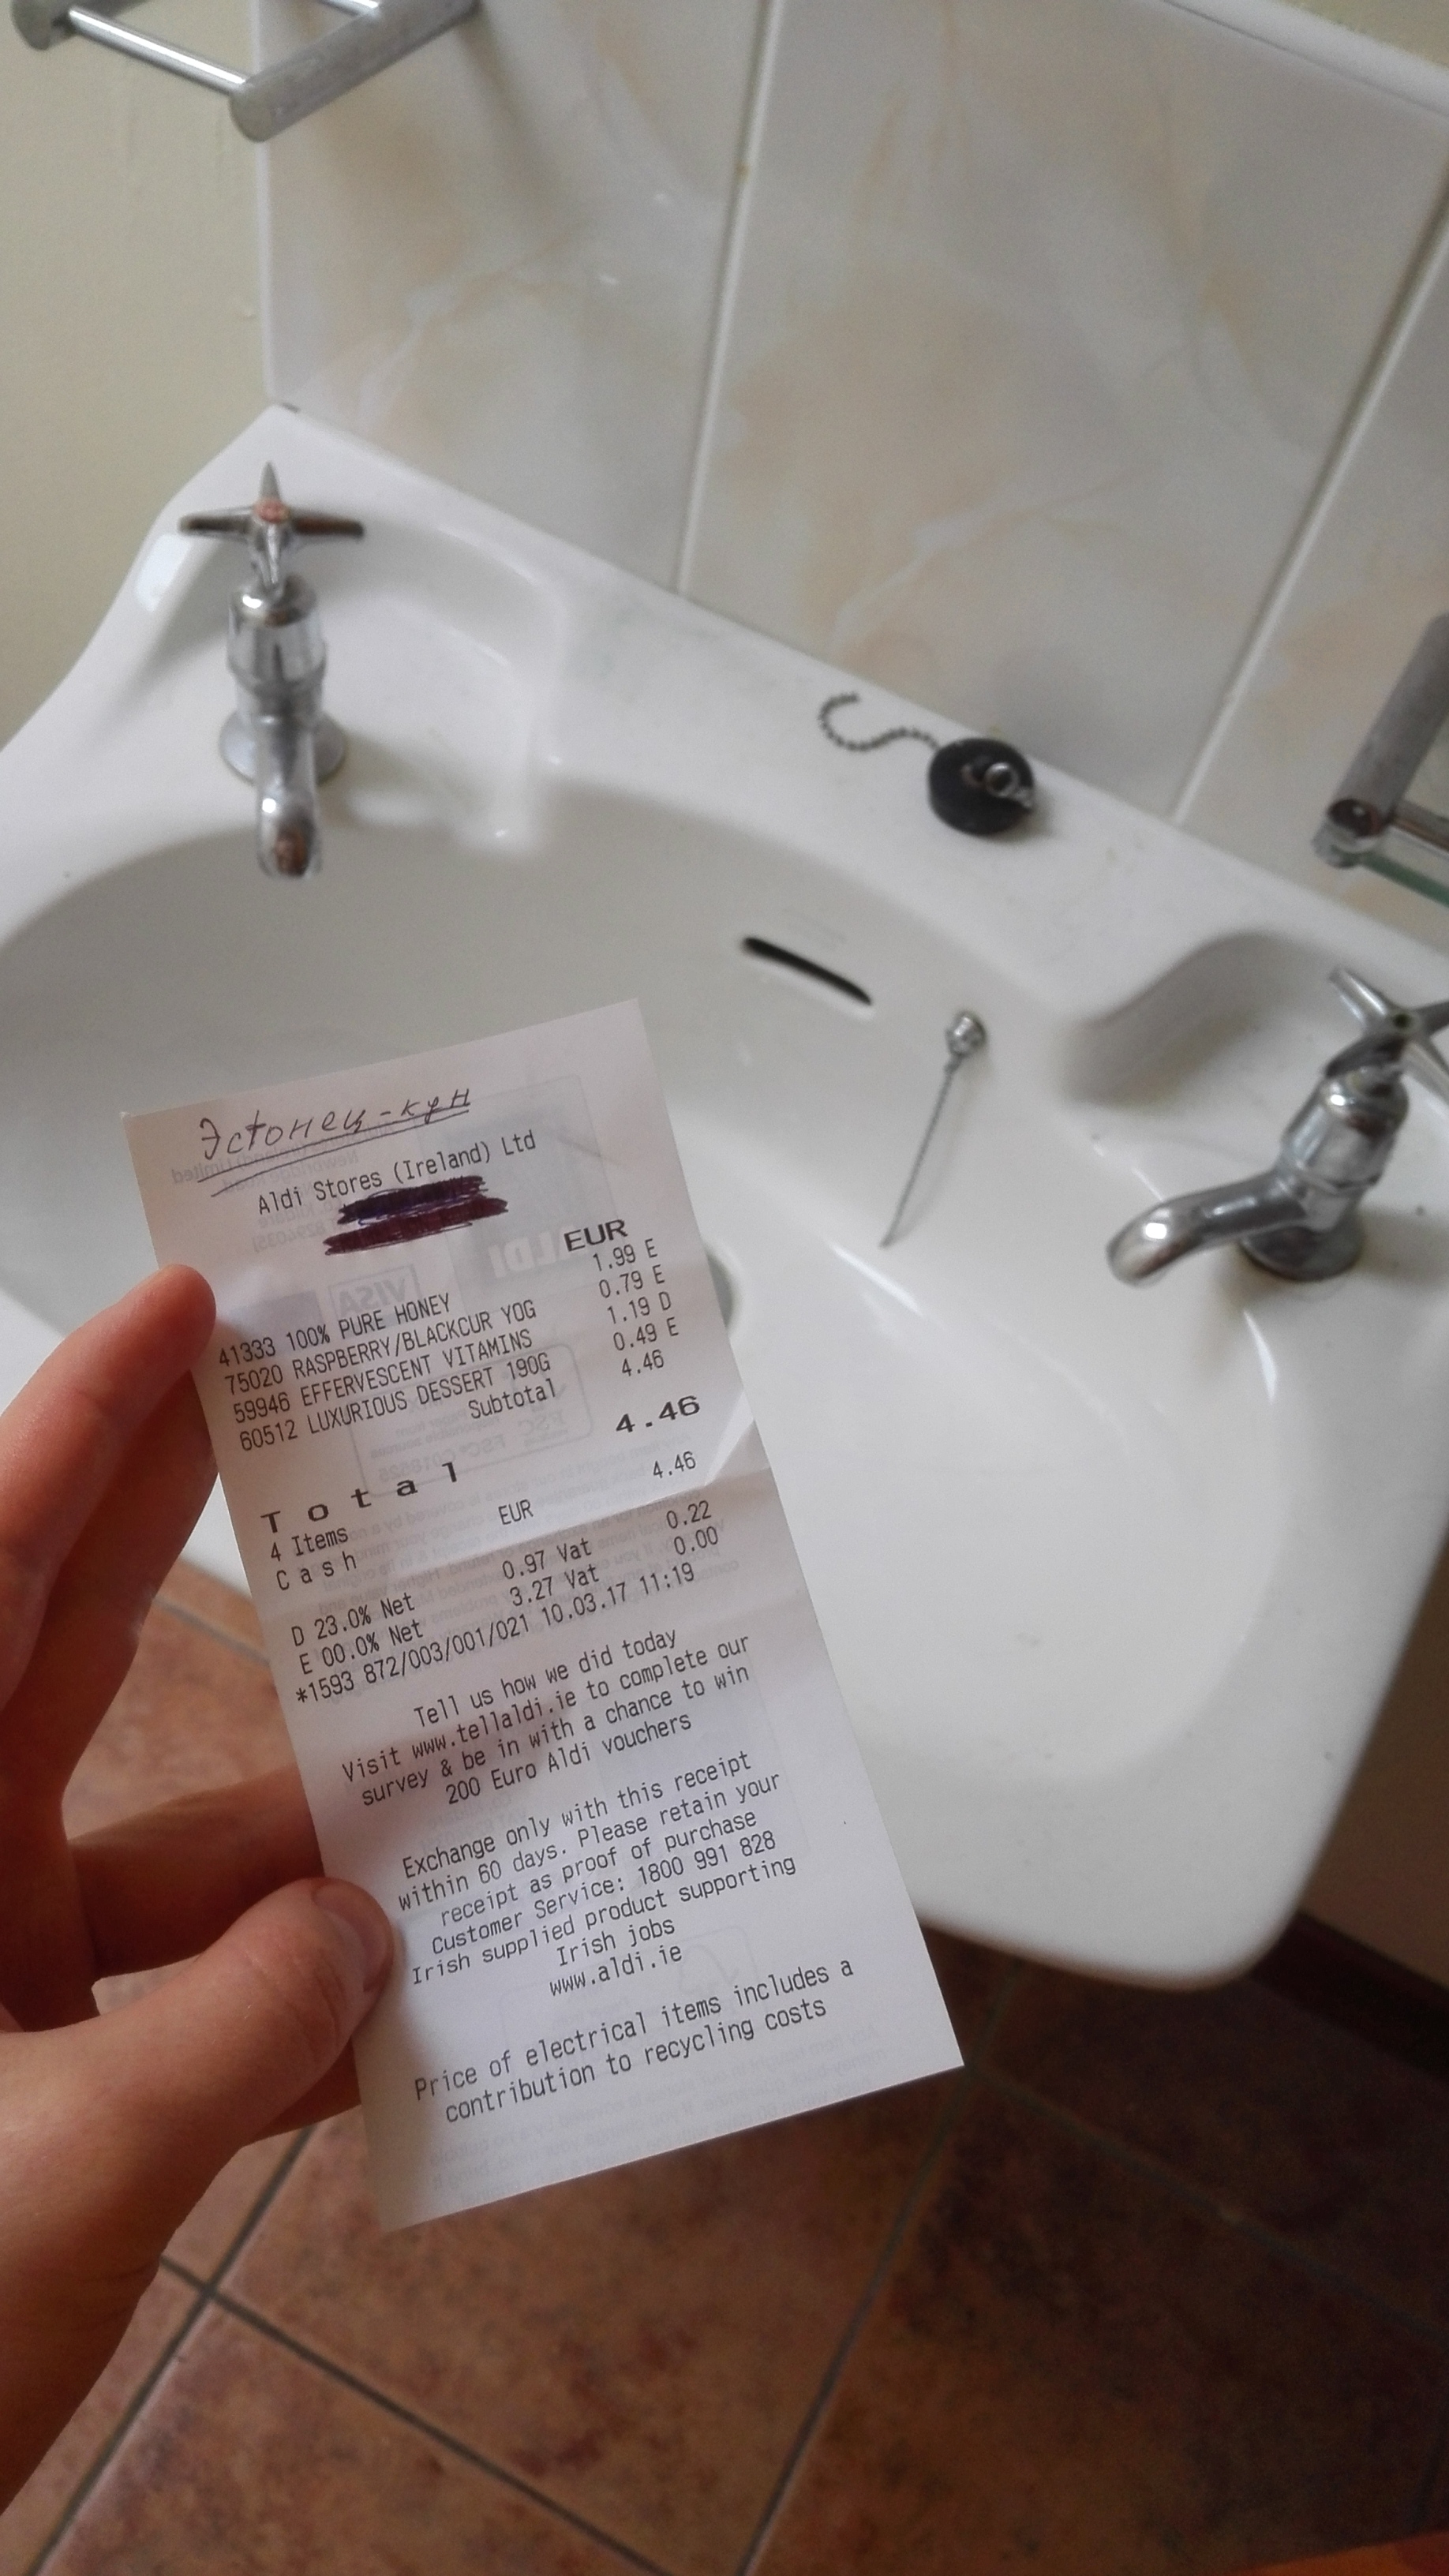 Эстонец-кун
Aldi Stores (Ireland) Ltd
EUR
41333 100% PURE HONEY 1.99 E
75020 RASPBERRY/BLACKCUR YOG 0.79 E
59946 EFFERVESCENT VITAMINS 1.19 D
60512 LUXURIOUS DESSERT 190G 0.49 E
Subtotal 4.46
Total 4.46
4 Items
Cash EUR 4.46
D 23.0% Net 0.97 Vat 0.22
E 00.0% Net 3.27 Vat 0.00
*1593 872/003/001/021 10.03.17 11:19
Tell us how we did today
Visit www.tellaldi.ie to complete our
survey & be in with a chance to win
200 Euro Aldi vouchers
Exchange only with this receipt
within 60 days. Please retain your
receipt as proof of purchase
Customer Service: 1800 991 828
Irish supplied product supporting
Irish jobs
www.aldi.ie
Price of electrical items includes a
contribution to recycling costs